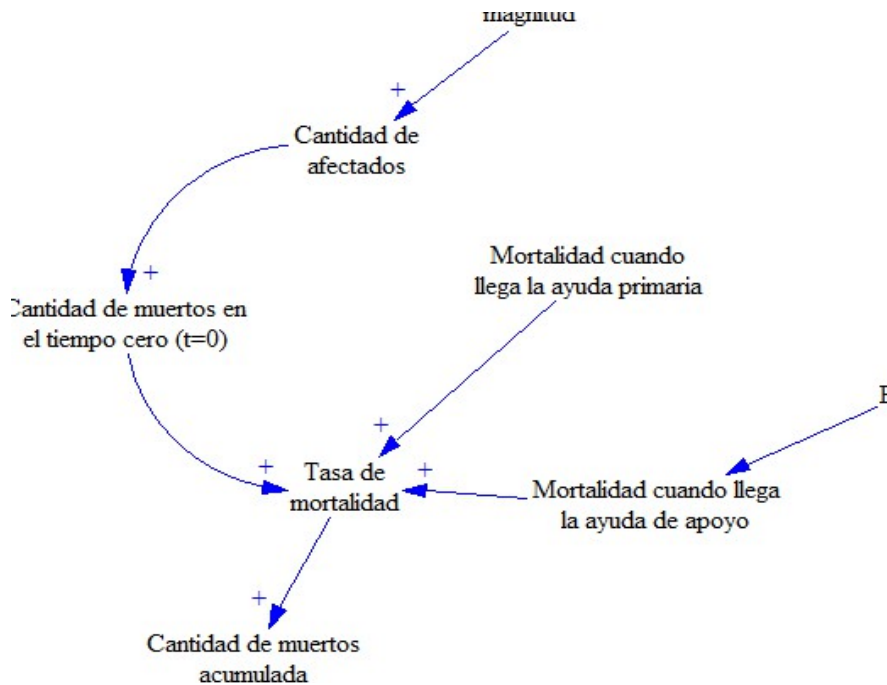 magnitud
+
Cantidad de
afectados
+
Cantidad de muertos en
el tiempo cero (t=0)
Mortalidad cuando
llega la ayuda primaria
+
+
Tasa de
mortalidad
+
Mortalidad cuando llega
la ayuda de apoyo
+
Cantidad de muertos
acumulada